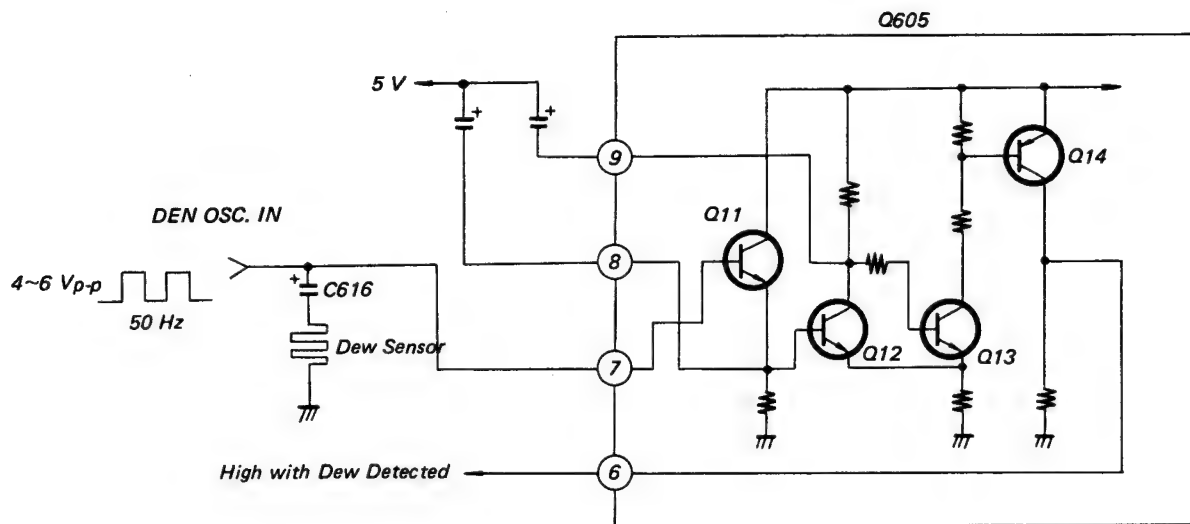 Q605
5 V
+
+
9
Q14
DEN OSC. IN
Q11
8
4~6 Vp-p
+
C616
50 Hz
Dew Sensor
Q12
Q13
7
High with Dew Detected
6